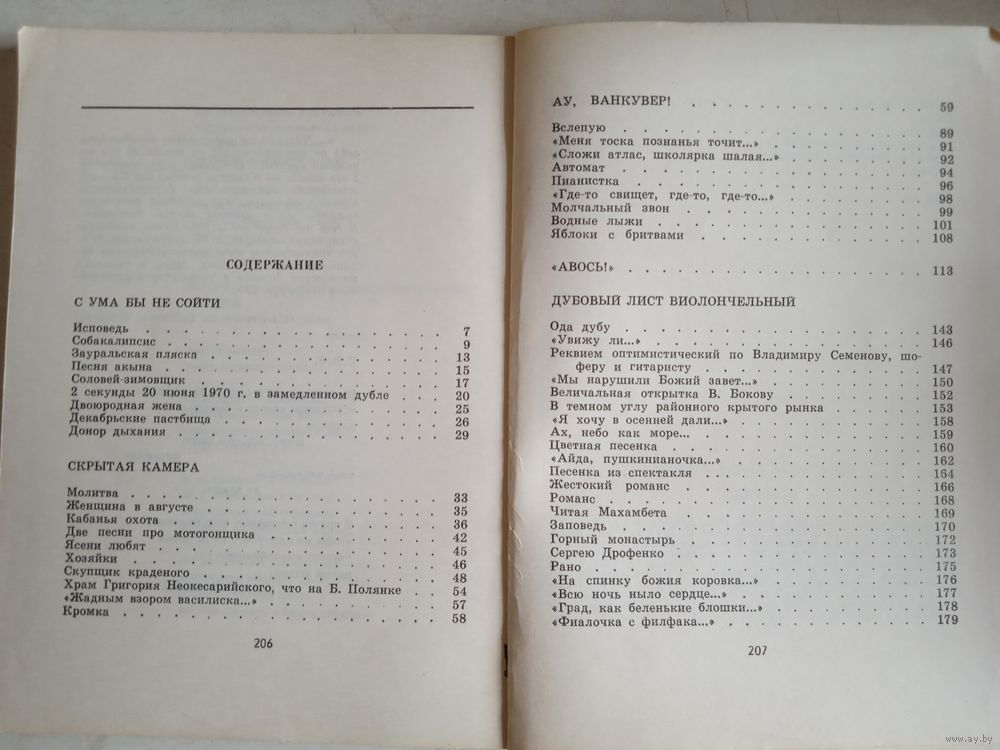 СОДЕРЖАНИЕ
С УМА БЫ НЕ СОЙТИ
Исповедь . . . . . . . . . . . . . . . . . . 7
Собакалипсис . . . . . . . . . . . . . . . . . . 9
Зауральская пляска . . . . . . . . . . . . . . . 13
Песня акына . . . . . . . . . . . . . . . . . . 15
Соловей-зимовщик . . . . . . . . . . . . . . . . 17
2 секунды 20 июня 1970 г. в замедленном дубле . . . 20
Двоюродная жена . . . . . . . . . . . . . . . . 25
Декабрьские пастбища . . . . . . . . . . . . . . 26
Донор дыхания . . . . . . . . . . . . . . . . . 29
СКРЫТАЯ КАМЕРА
Молитва . . . . . . . . . . . . . . . . . . . . 33
Женщина в августе . . . . . . . . . . . . . . . 35
Кабанья охота . . . . . . . . . . . . . . . . . 36
Две песни про мотогонщика . . . . . . . . . . . 42
Ясени любят . . . . . . . . . . . . . . . . . . 45
Хозяйки . . . . . . . . . . . . . . . . . . . . 46
Скупщик краденого . . . . . . . . . . . . . . . 48
Храм Григория Неокесарийского, что на Б. Полянке . . 54
«Жадным взором василиска...» . . . . . . . . . . 57
Кромка . . . . . . . . . . . . . . . . . . . . 58
206
АУ, ВАНКУВЕР! . . . . . . . . . . . . . . . . . 59
Вслепую . . . . . . . . . . . . . . . . . . . . 89
«Меня тоска познанья точит...» . . . . . . . . . 91
«Сложи атлас, школярка шалая...» . . . . . . . . 92
Автомат . . . . . . . . . . . . . . . . . . . . 94
Пианистка . . . . . . . . . . . . . . . . . . . 96
«Где-то свищет, где-то, где-то...» . . . . . . . 98
Молчальный звон . . . . . . . . . . . . . . . . 99
Водные лыжи . . . . . . . . . . . . . . . . . . 101
Яблоки с бритвами . . . . . . . . . . . . . . . 108
«АВОСЬ!» . . . . . . . . . . . . . . . . . . . 113
ДУБОВЫЙ ЛИСТ ВИОЛОНЧЕЛЬНЫЙ
Ода дубу . . . . . . . . . . . . . . . . . . . 143
«Увижу ли...» . . . . . . . . . . . . . . . . . 146
Реквием оптимистический по Владимиру Семенову, шо-
феру и гитаристу . . . . . . . . . . . . . . . 147
«Мы нарушили Божий завет...» . . . . . . . . . . 150
Величальная открытка В. Бокову . . . . . . . . . 152
В темном углу районного крытого рынка . . . . . . 153
«Я хочу в осенней дали...» . . . . . . . . . . . 158
Ах, небо как море... . . . . . . . . . . . . . . 159
Цветная песенка . . . . . . . . . . . . . . . . 160
«Айда, пушкинианочка...» . . . . . . . . . . . . 162
Песенка из спектакля . . . . . . . . . . . . . . 164
Жестокий романс . . . . . . . . . . . . . . . . 166
Романс . . . . . . . . . . . . . . . . . . . . 168
Читая Махамбета . . . . . . . . . . . . . . . . 169
Заповедь . . . . . . . . . . . . . . . . . . . 170
Горный монастырь . . . . . . . . . . . . . . . . 172
Сергею Дрофенко . . . . . . . . . . . . . . . . 173
Рано . . . . . . . . . . . . . . . . . . . . . 175
«На спинку божия коровка...» . . . . . . . . . . 176
«Всю ночь ныло сердце...» . . . . . . . . . . . 177
«Град, как беленькие блошки...» . . . . . . . . . 178
«Фиалочка с филфака...» . . . . . . . . . . . . 179
207
www.ay.by